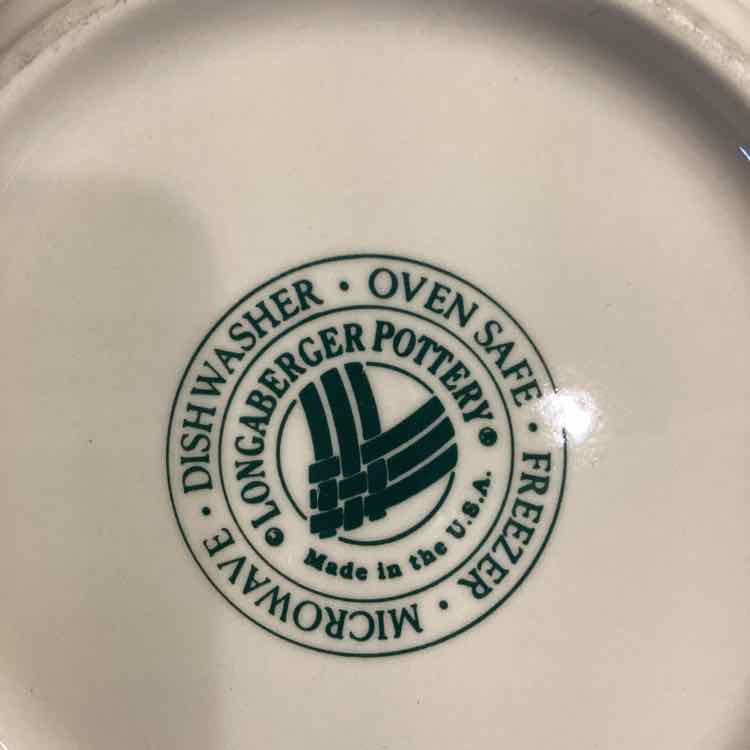 DISHWASHER • OVEN SAFE • FREEZER • MICROWAVE •
LONGABERGER POTTERY
Made in the U.S.A.